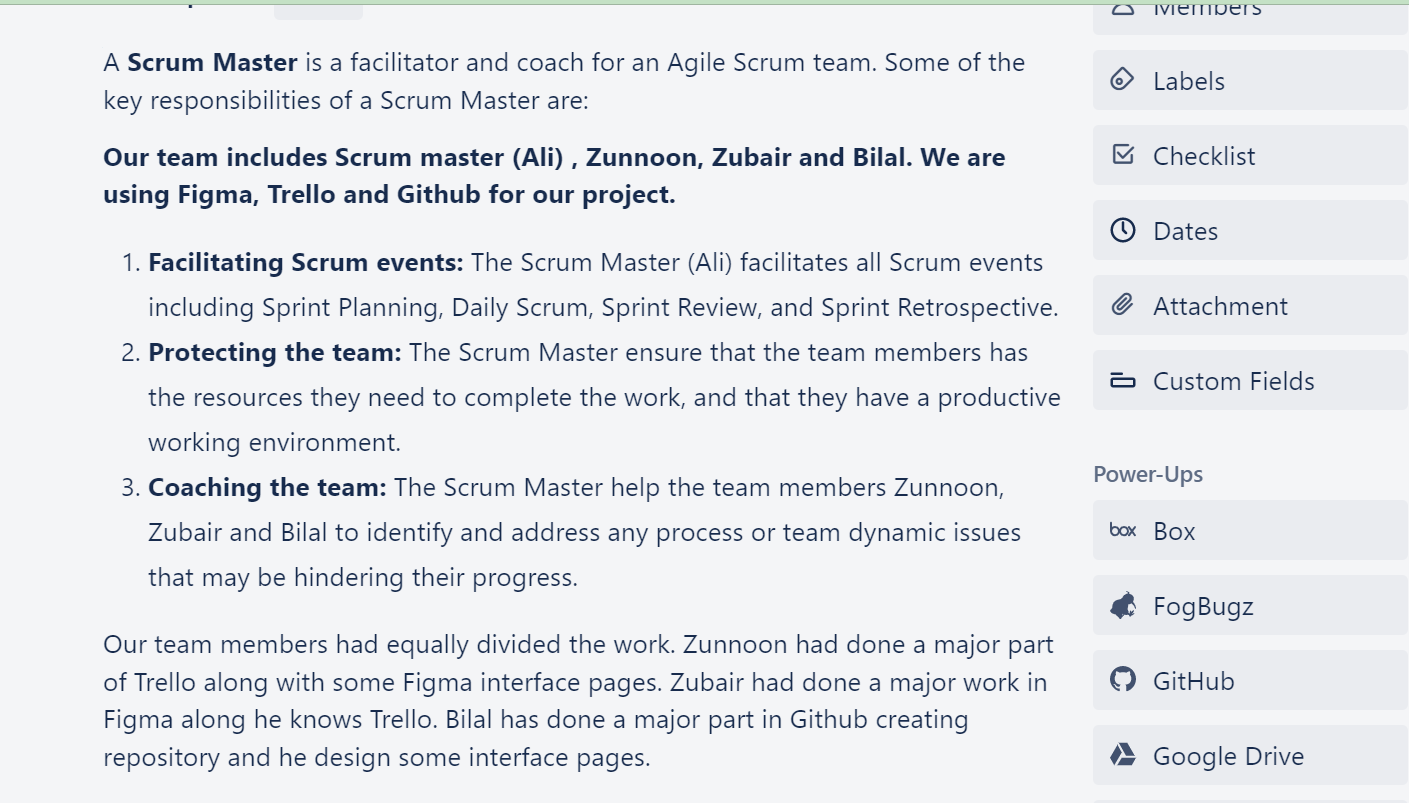 Members
A Scrum Master is a facilitator and coach for an Agile Scrum team. Some of the
key responsibilities of a Scrum Master are:
Our team includes Scrum master (Ali) , Zunnoon, Zubair and Bilal. We are
using Figma, Trello and Github for our project.
1. Facilitating Scrum events: The Scrum Master (Ali) facilitates all Scrum events
including Sprint Planning, Daily Scrum, Sprint Review, and Sprint Retrospective.
2. Protecting the team: The Scrum Master ensure that the team members has
the resources they need to complete the work, and that they have a productive
working environment.
3. Coaching the team: The Scrum Master help the team members Zunnoon,
Zubair and Bilal to identify and address any process or team dynamic issues
that may be hindering their progress.
Our team members had equally divided the work. Zunnoon had done a major part
of Trello along with some Figma interface pages. Zubair had done a major work in
Figma along he knows Trello. Bilal has done a major part in Github creating
repository and he design some interface pages.
Labels
Checklist
Dates
Attachment
Custom Fields
Power-Ups
box Box
FogBugz
GitHub
Google Drive